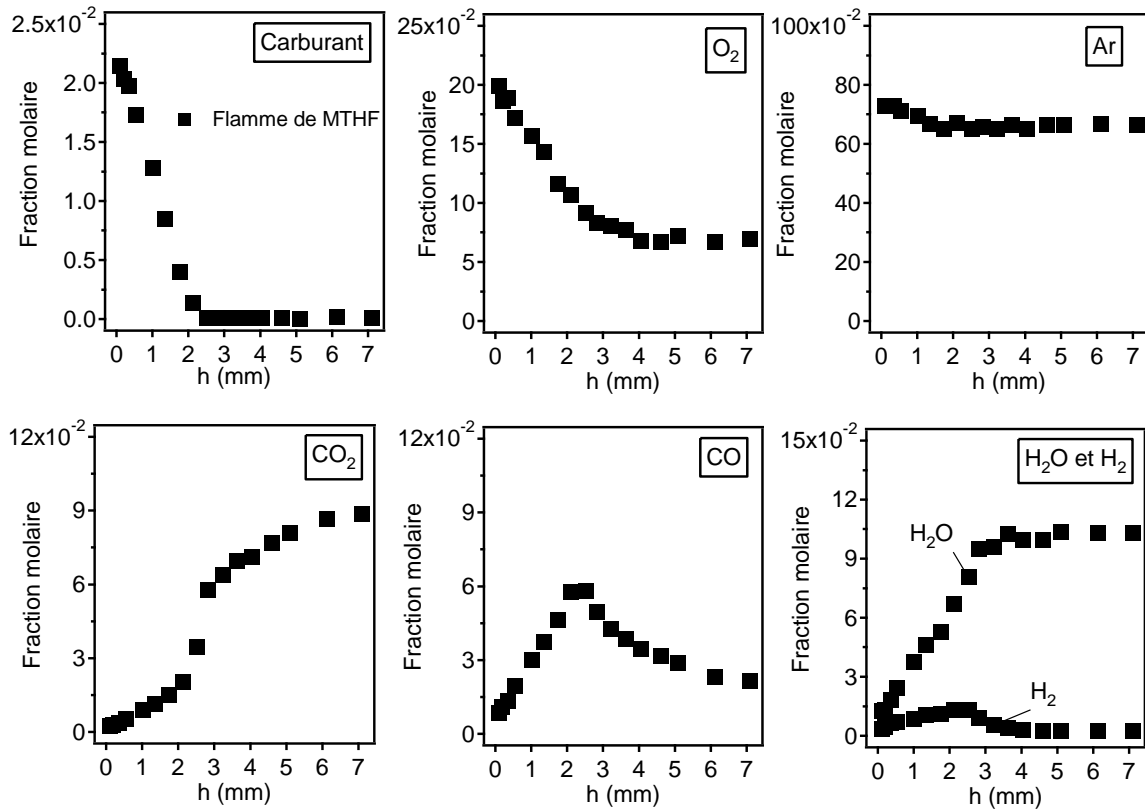 2.5x10⁻²
Carburant
2.0
Flamme de MTHF
1.5
1.0
0.5
0.0
Fraction molaire
0 1 2 3 4 5 6 7
h (mm)
25x10⁻²
O₂
20
15
10
5
0
Fraction molaire
0 1 2 3 4 5 6 7
h (mm)
100x10⁻²
Ar
80
60
40
20
0
Fraction molaire
0 1 2 3 4 5 6 7
h (mm)
12x10⁻²
CO₂
9
6
3
0
Fraction molaire
0 1 2 3 4 5 6 7
h (mm)
12x10⁻²
CO
9
6
3
0
Fraction molaire
0 1 2 3 4 5 6 7
h (mm)
15x10⁻²
H₂O et H₂
12
H₂O
9
6
3
H₂
0
Fraction molaire
0 1 2 3 4 5 6 7
h (mm)